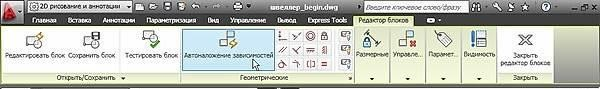 2D рисование и аннотации
швеллер_begin.dwg
Введите ключевое слово/фразу
Главная Вставка Аннотации Параметризация Вид Управление Вывод Express Tools Редактор блоков
Редактировать блок Сохранить блок Тестировать блок Автоналожение зависимостей Размерные Управле... Парамет... Видимость Закрыть
редактор блоков
Открыть/Сохранить Геометрические Закрыть